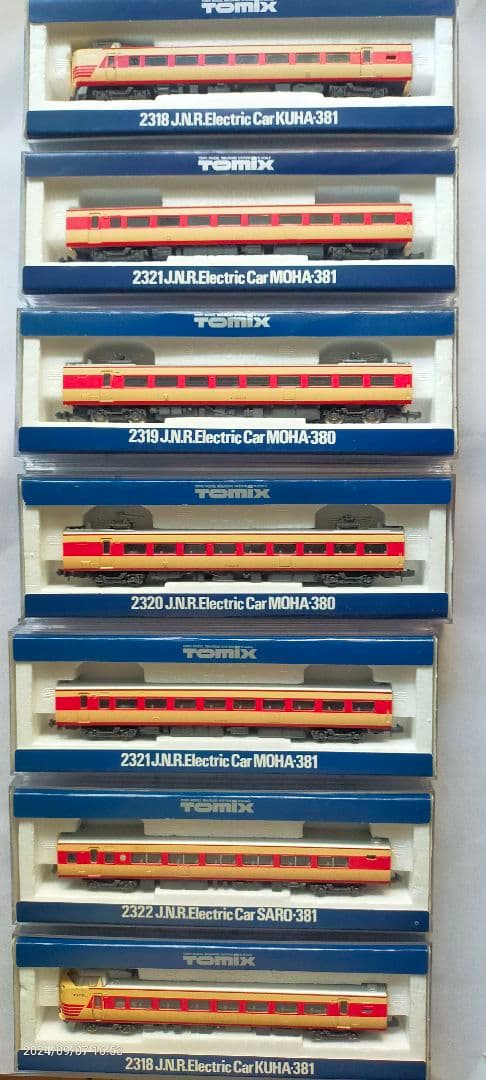 TOMIX
2318 J.N.R.Electric Car KUHA·381
TOMIX
2321 J.N.R.Electric Car MOHA·381
TOMIX
2319 J.N.R.Electric Car MOHA·380
TOMIX
2320 J.N.R.Electric Car MOHA·380
TOMIX
2321 J.N.R.Electric Car MOHA·381
TOMIX
2322 J.N.R.Electric Car SARO·381
TOMIX
2318 J.N.R.Electric Car KUHA·381